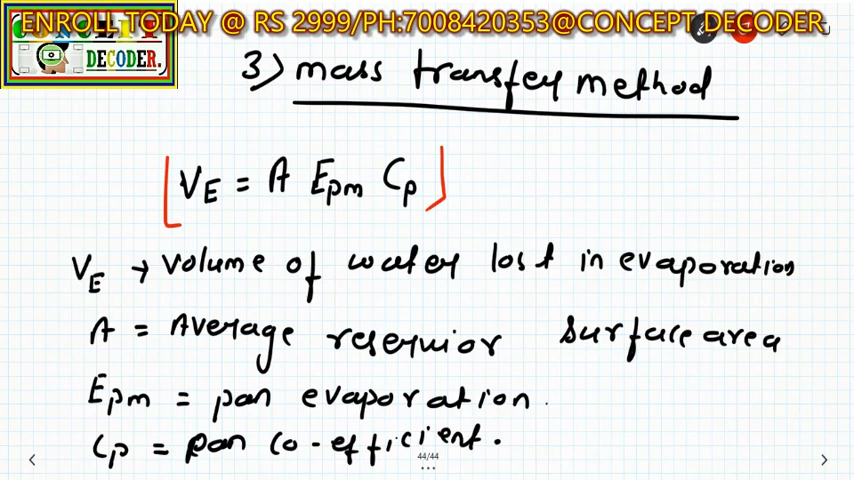 ENROLL TODAY @ RS 2999/PH:7008420353@CONCEPT DECODER.
DECODER.
3) mass transfer method
VE = A Epm Cp
VE → Volume of water lost in evaporation
A = Average reservior surface area
Epm = pan evaporation.
Cp = pan co-efficient.
44/44